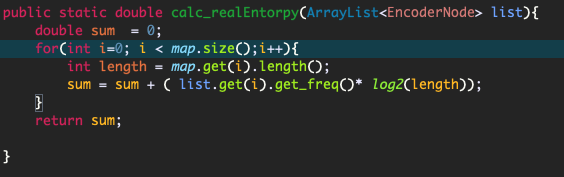 public static double calc_realEntorpy(ArrayList<EncoderNode> list){
double sum  = 0;
for(int i=0; i < map.size();i++){
int length = map.get(i).length();
sum = sum + ( list.get(i).get_freq()* log2(length));
}
return sum;
}